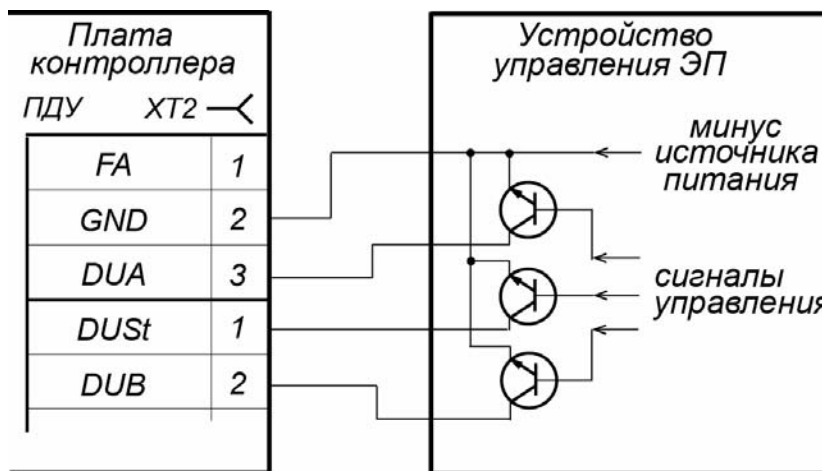 Плата
контроллера
ПДУ XT2
FA 1
GND 2
DUA 3
DUSt 1
DUB 2
Устройство
управления ЭП
минус
источника
питания
сигналы
управления